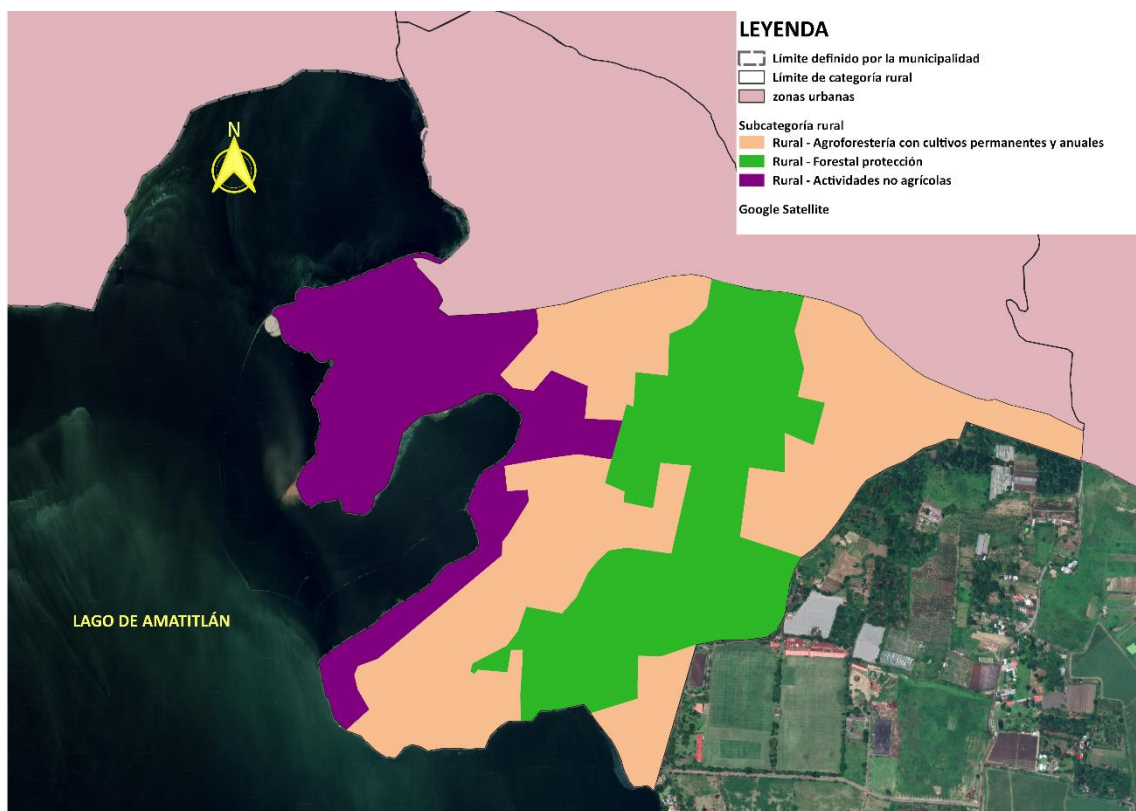 LEYENDA
Límite definido por la municipalidad
Límite de categoría rural
zonas urbanas
Subcategoría rural
Rural - Agroforestería con cultivos permanentes y anuales
Rural - Forestal protección
Rural - Actividades no agrícolas
Google Satellite
N
LAGO DE AMATITLÁN